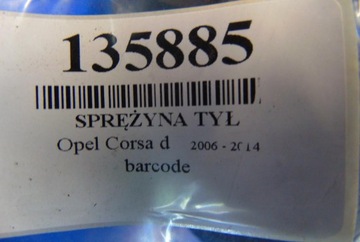 135885
SPRĘŻYNA TYŁ
Opel Corsa d 2006 - 2014
barcode